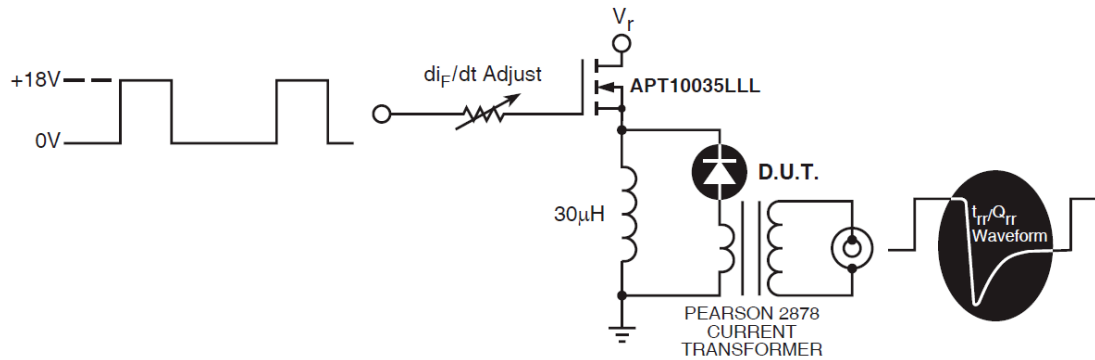 V_r
+18V
di_F/dt Adjust
APT10035LLL
0V
D.U.T.
30μH
t_rr/Q_rr
Waveform
PEARSON 2878
CURRENT
TRANSFORMER